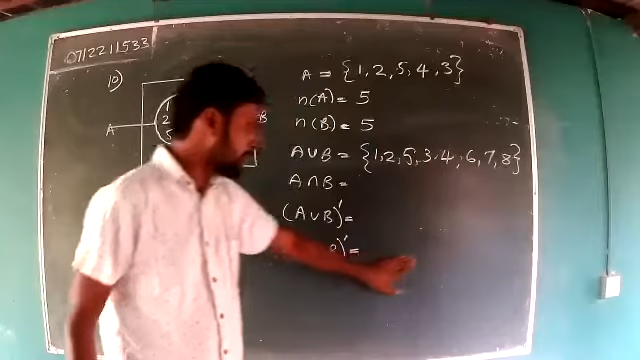 0712211533
10)
A = {1, 2, 5, 4, 3}
n(A) = 5
n(B) = 5
A
1
2
5
B
A∪B = {1, 2, 5, 3, 4, 6, 7, 8}
A∩B =
(A∪B)' =
)' =